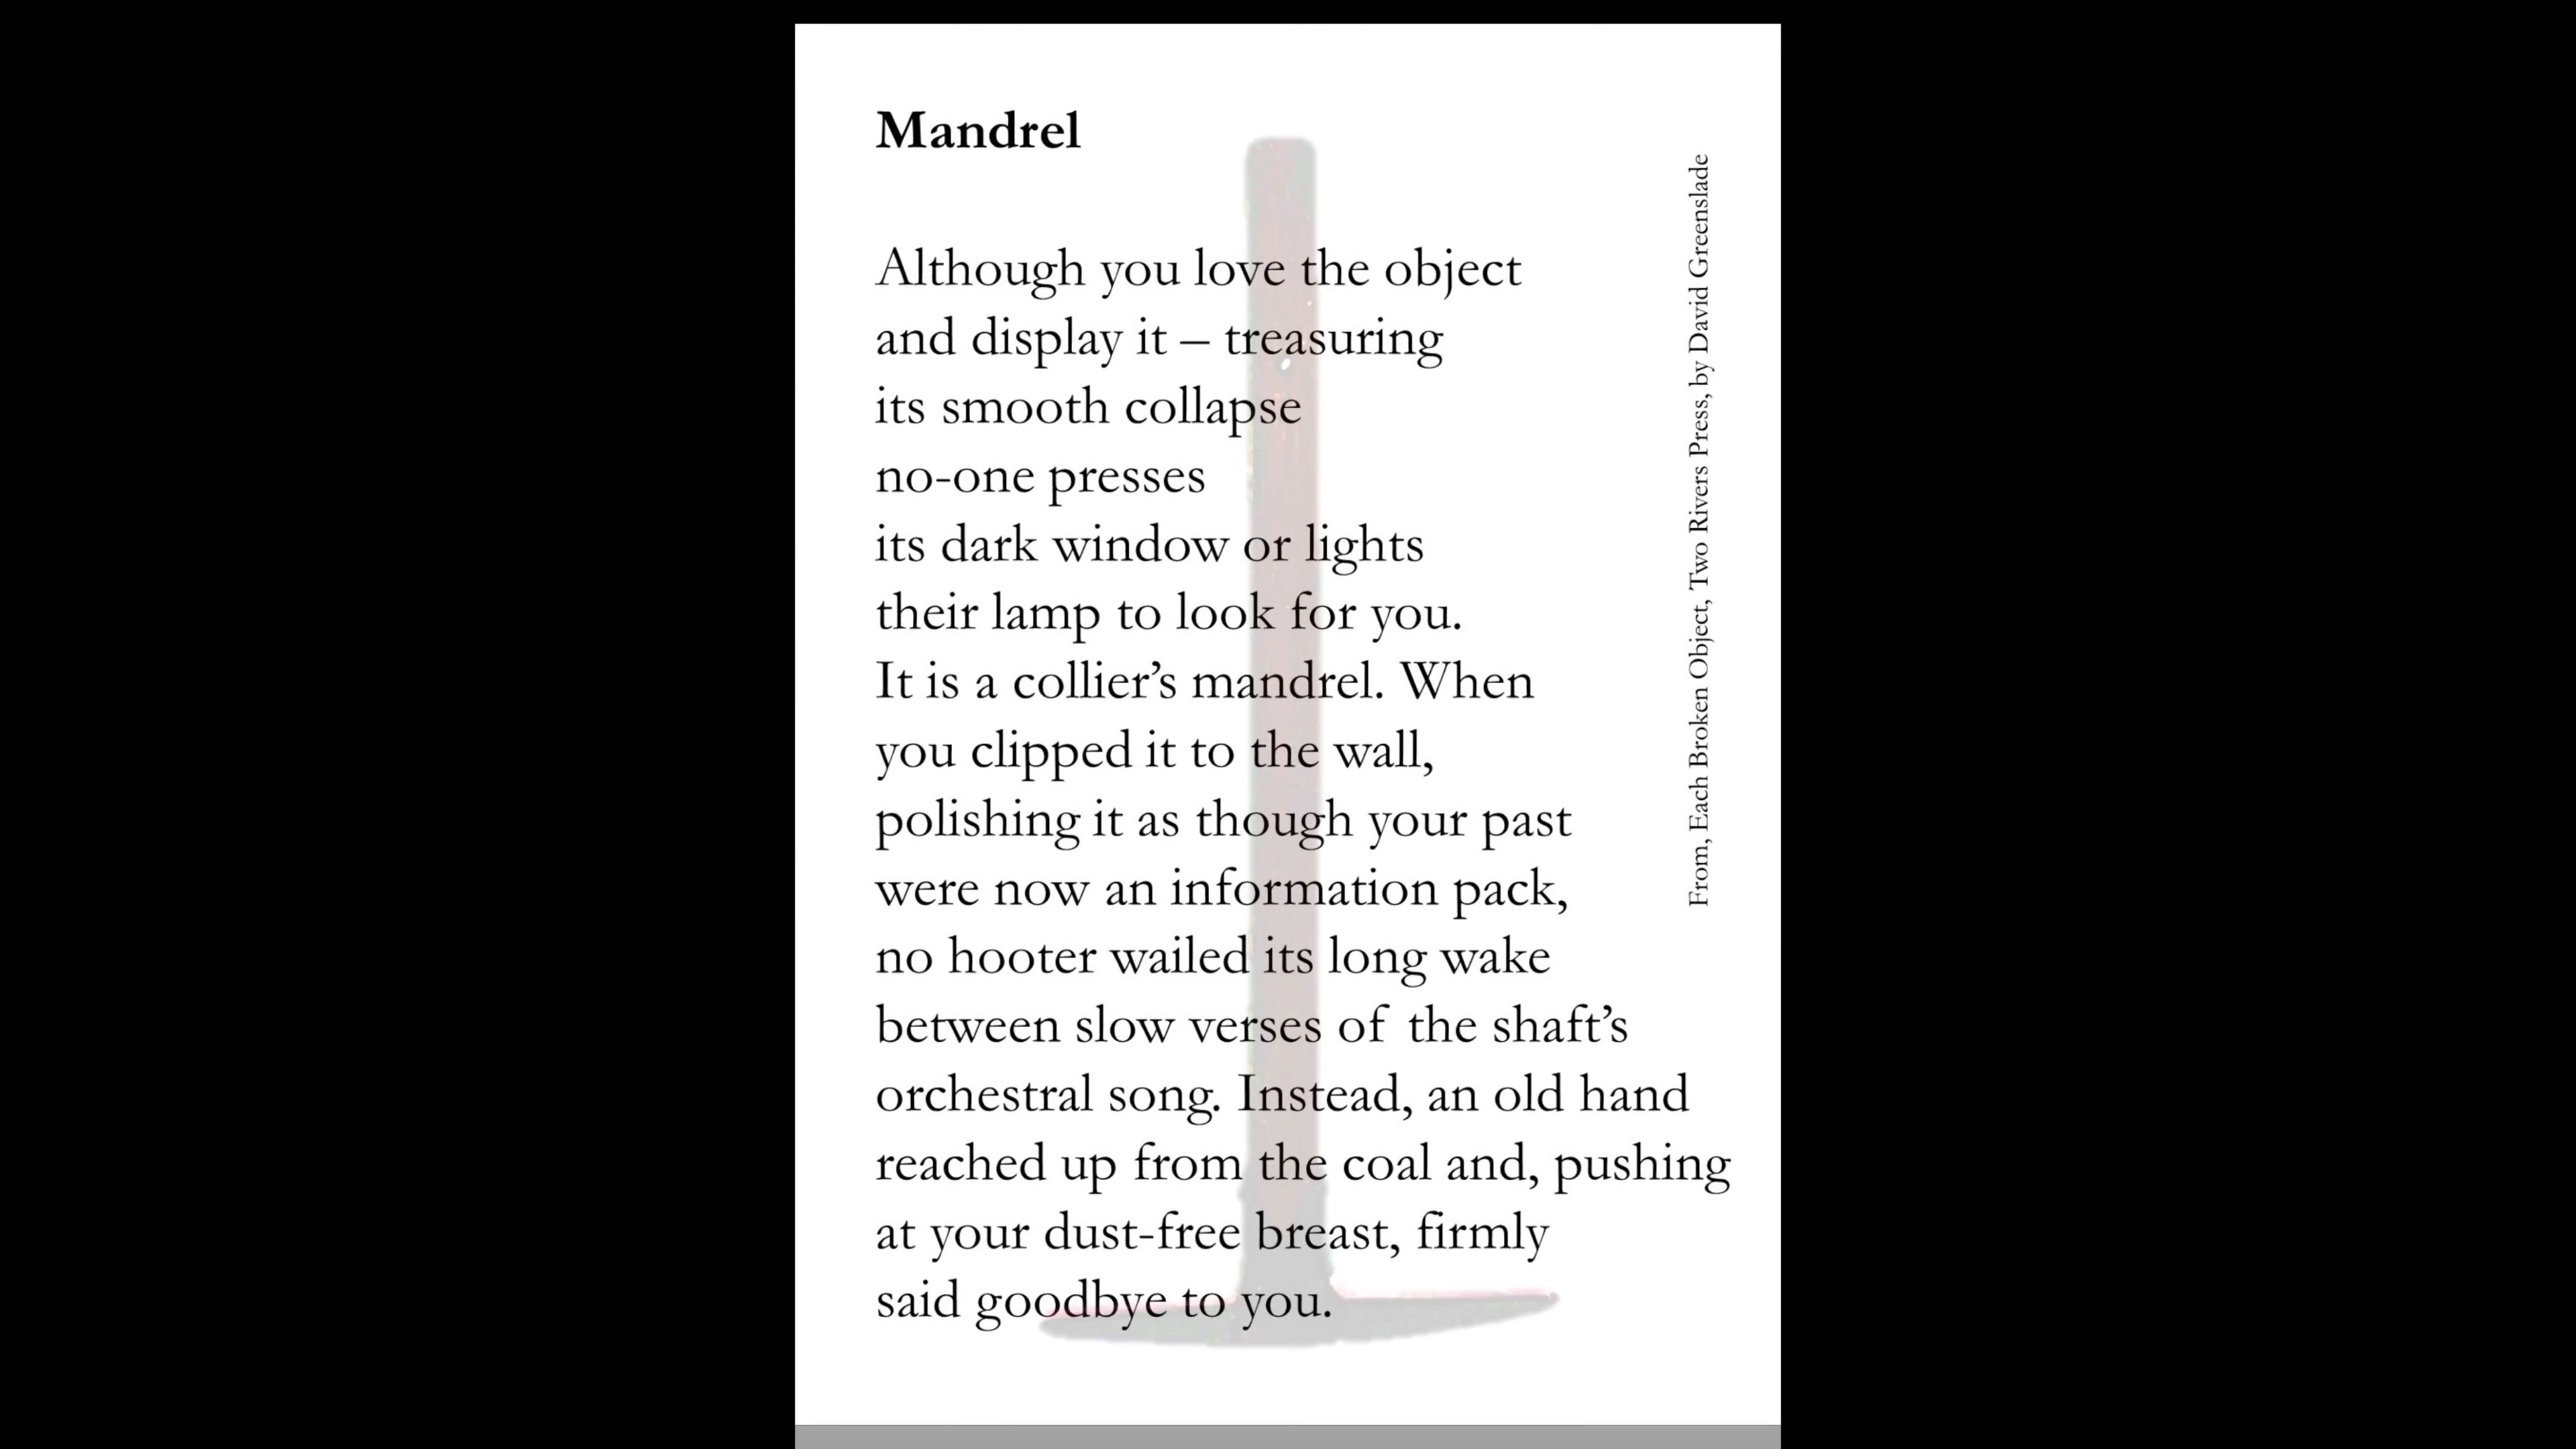 Mandrel
Although you love the object
and display it – treasuring
its smooth collapse
no-one presses
its dark window or lights
their lamp to look for you.
It is a collier’s mandrel. When
you clipped it to the wall,
polishing it as though your past
were now an information pack,
no hooter wailed its long wake
between slow verses of the shaft’s
orchestral song. Instead, an old hand
reached up from the coal and, pushing
at your dust-free breast, firmly
said goodbye to you.
From, Each Broken Object, Two Rivers Press, by David Greenslade